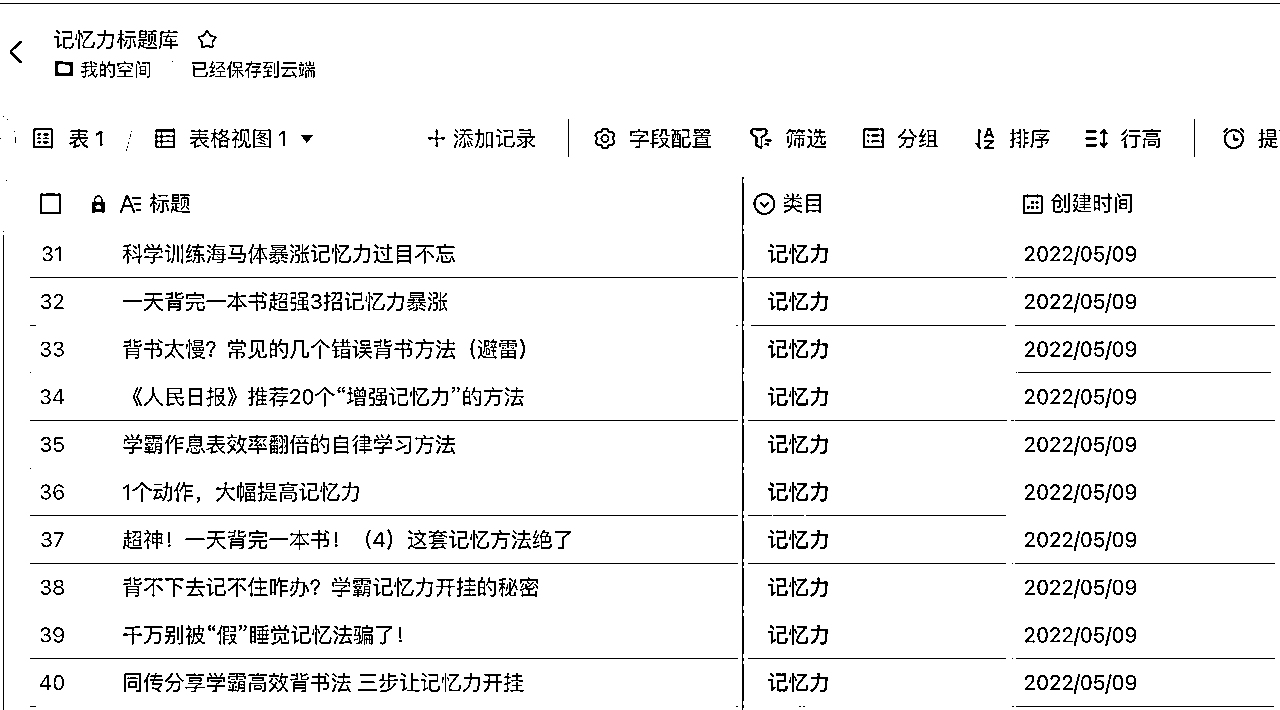 记忆力标题库
我的空间 已经保存到云端
表 1 / 表格视图 1 添加记录 字段配置 筛选 分组 排序 行高 提
标题 类目 创建时间
31 科学训练海马体暴涨记忆力过目不忘 记忆力 2022/05/09
32 一天背完一本书超强3招记忆力暴涨 记忆力 2022/05/09
33 背书太慢？常见的几个错误背书方法（避雷） 记忆力 2022/05/09
34 《人民日报》推荐20个“增强记忆力”的方法 记忆力 2022/05/09
35 学霸作息表效率翻倍的自律学习方法 记忆力 2022/05/09
36 1个动作，大幅提高记忆力 记忆力 2022/05/09
37 超神！一天背完一本书！（4）这套记忆方法绝了 记忆力 2022/05/09
38 背不下去记不住咋办？学霸记忆力开挂的秘密 记忆力 2022/05/09
39 千万别被“假”睡觉记忆法骗了！ 记忆力 2022/05/09
40 同传分享学霸高效背书法 三步让记忆力开挂 记忆力 2022/05/09